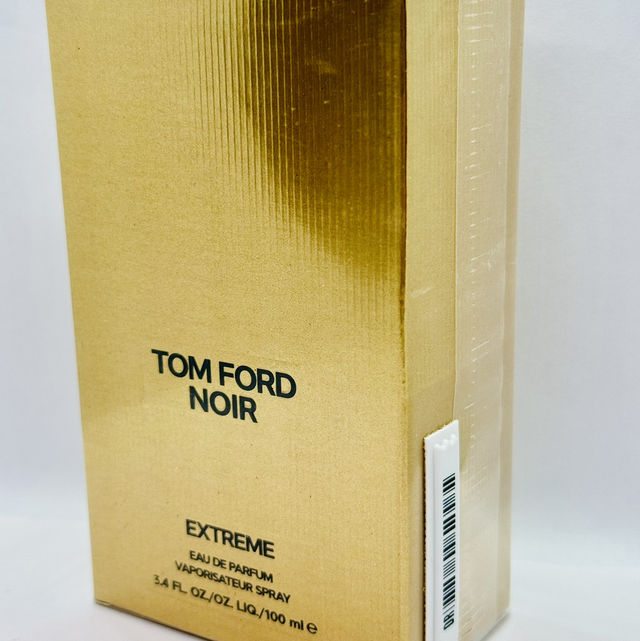 TOM FORD
NOIR
EXTREME
EAU DE PARFUM
VAPORISATEUR SPRAY
3.4 FL. OZ./OZ. LIQ./100 ml ℮